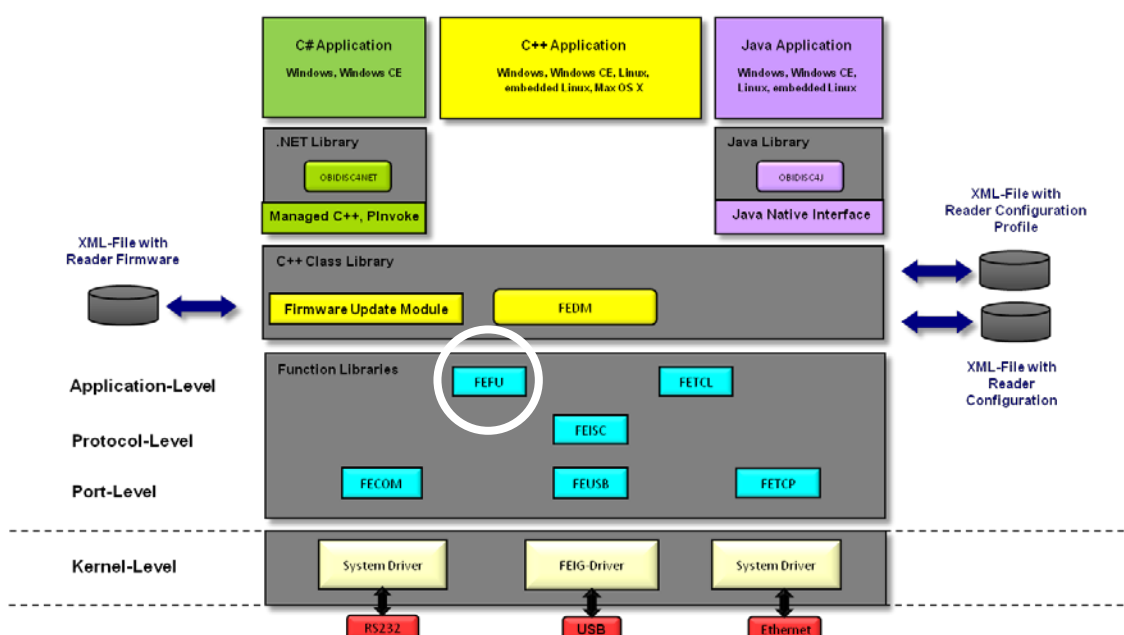 C# Application
Windows, Windows CE
C++ Application
Windows, Windows CE, Linux,
embedded Linux, Max OS X
Java Application
Windows, Windows CE,
Linux, embedded Linux
.NET Library
OBIDISC4NET
Managed C++, PInvoke
Java Library
OBIDISC4J
Java Native Interface
XML-File with
Reader Firmware
XML-File with
Reader Configuration
Profile
C++ Class Library
Firmware Update Module
FEDM
XML-File with
Reader
Configuration
Function Libraries
Application-Level
FEFU
FETCL
Protocol-Level
FEISC
Port-Level
FECOM
FEUSB
FETCP
Kernel-Level
System Driver
FEIG-Driver
System Driver
RS232
USB
Ethernet